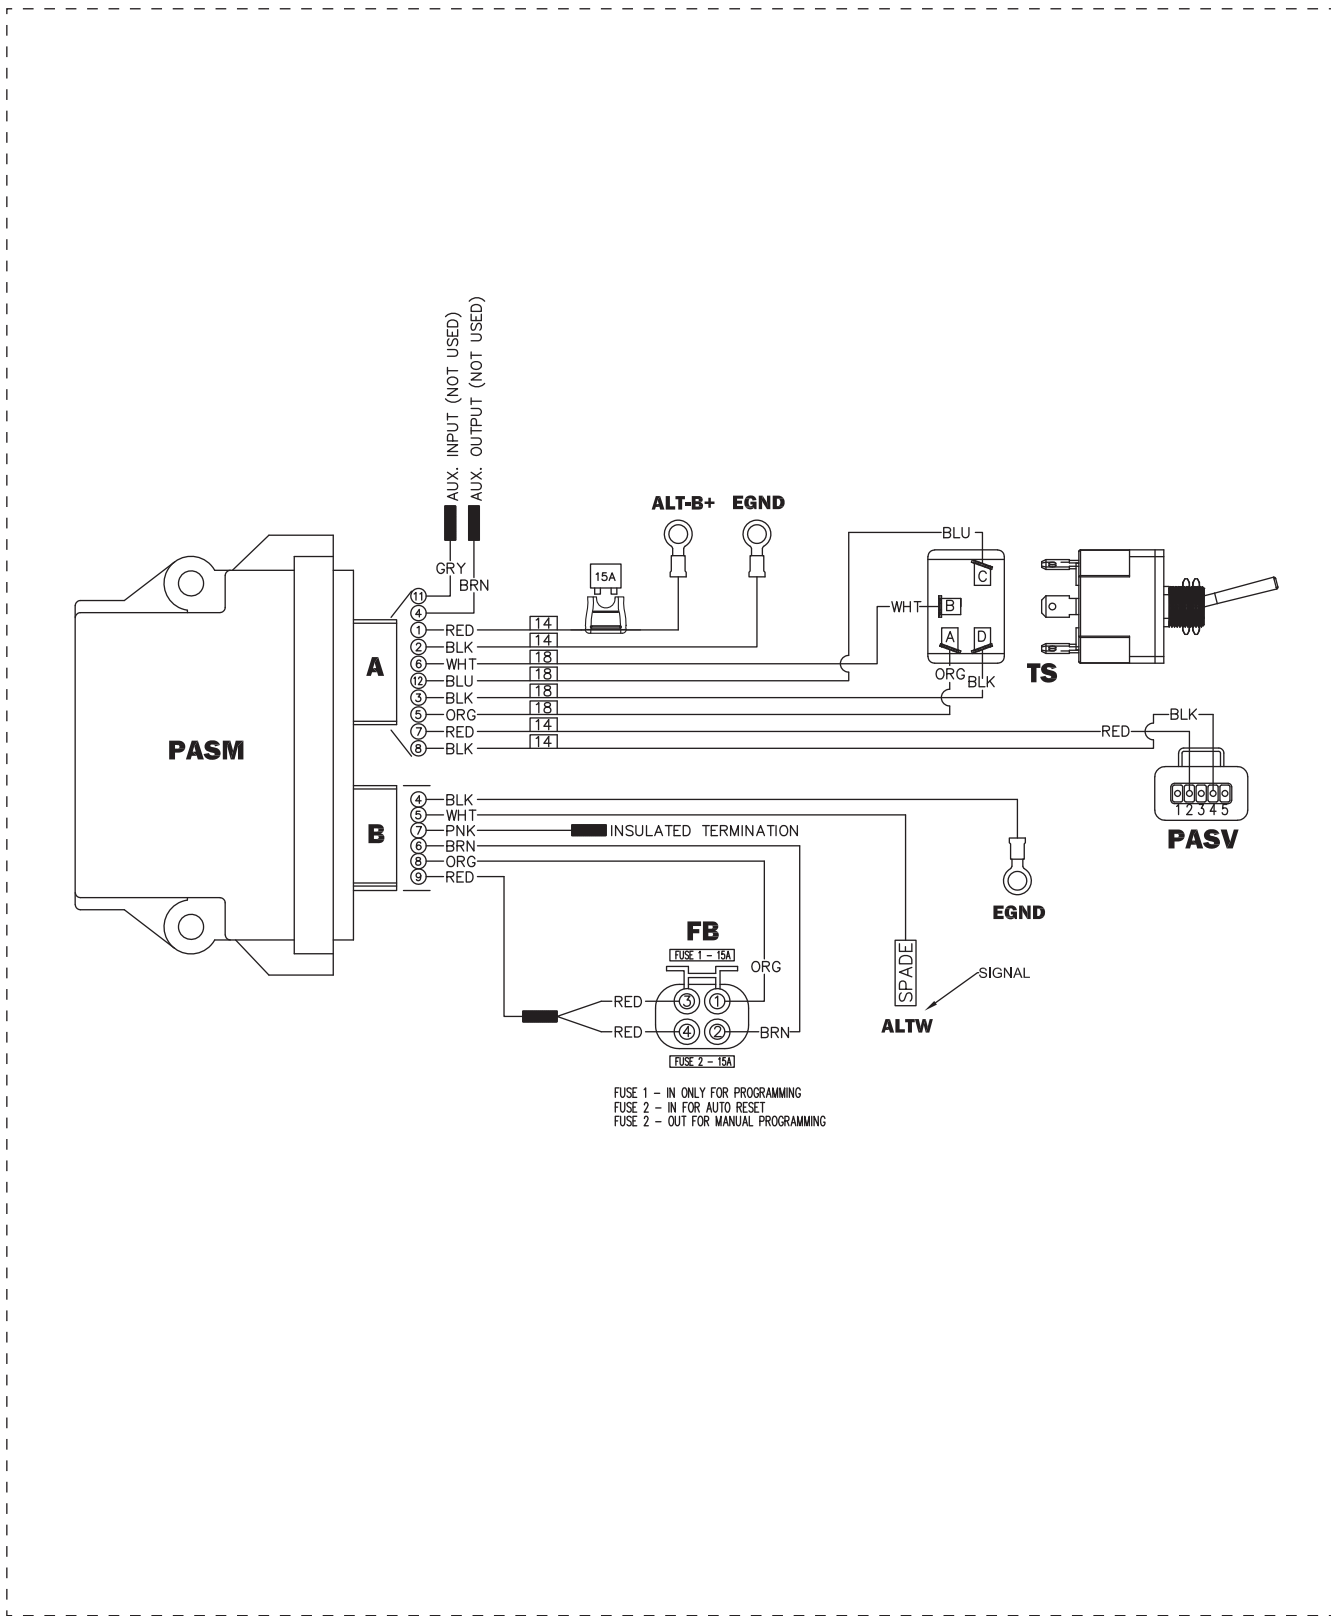 AUX. INPUT (NOT USED)
AUX. OUTPUT (NOT USED)
ALT-B+ EGND
GRY
BRN
15A
BLU
C
WHT
B
A D
ORG
BLK
TS
A
11
4
1 RED 14
2 BLK 14
6 WHT 18
12 BLU 18
3 BLK 18
5 ORG 18
7 RED 14
8 BLK 14
RED
BLK
1 2 3 4 5
PASV
PASM
B
4 BLK
5 WHT
7 PNK INSULATED TERMINATION
6 BRN
8 ORG
9 RED
EGND
FB
FUSE 1 - 15A
ORG
RED 3 1
RED 4 2 BRN
FUSE 2 - 15A
SPADE
SIGNAL
ALTW
FUSE 1 - IN ONLY FOR PROGRAMMING
FUSE 2 - IN FOR AUTO RESET
FUSE 2 - OUT FOR MANUAL PROGRAMMING